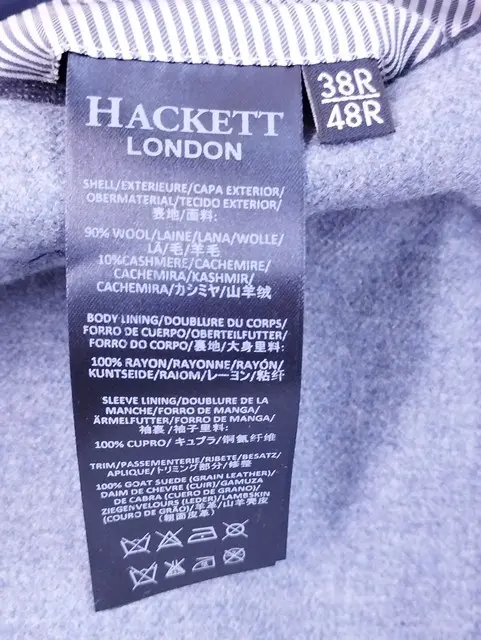 HACKETT
LONDON
38R
48R
SHELL/EXTERIEURE/CAPA EXTERIOR/
OBERMATERIAL/TECIDO EXTERIOR/
表地/面料:
90% WOOL/LAINE/LANA/WOLLE/
LÃ/毛/羊毛
10%CASHMERE/CACHEMIRE/
CACHEMIRA/KASHMIR/
CACHEMIRA/カシミヤ/山羊绒
BODY LINING/DOUBLURE DU CORPS/
FORRO DE CUERPO/OBERTEILFUTTER/
FORRO DO CORPO/裏地/大身里料:
100% RAYON/RAYONNE/RAYÓN/
KUNTSEIDE/RAIOM/レーヨン/粘纤
SLEEVE LINING/DOUBLURE DE LA
MANCHE/FORRO DE MANGA/
ÄRMELFUTTER/FORRO DE MANGA/
袖裏/袖子里料:
100% CUPRO/キュプラ/铜氨纤维
TRIM/PASSEMENTERIE/RIBETE/BESATZ/
APLIQUE/トリミング部分/修整
100% GOAT SUEDE (GRAIN LEATHER)/
DAIM DE CHEVRE (CUIR)/GAMUZA
DE CABRA (CUERO DE GRANO)/
ZIEGENVELOURS (LEDER)/LAMBSKIN
(COURO DE GRÃO)/羊革/山羊壳皮
(粗面皮革)